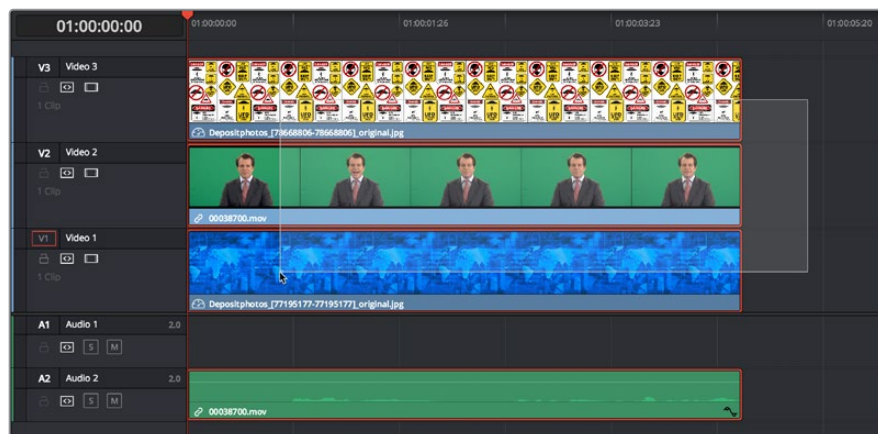 01:00:00:00
01:00:00:00 01:00:01:26 01:00:03:23 01:00:05:20
V3 Video 3
1 Clip
Depositphotos_[78668806-78668806]_original.jpg
V2 Video 2
1 Clip
00038700.mov
V1 Video 1
1 Clip
Depositphotos_[77195177-77195177]_original.jpg
A1 Audio 1 2.0
S M
A2 Audio 2 2.0
S M
00038700.mov